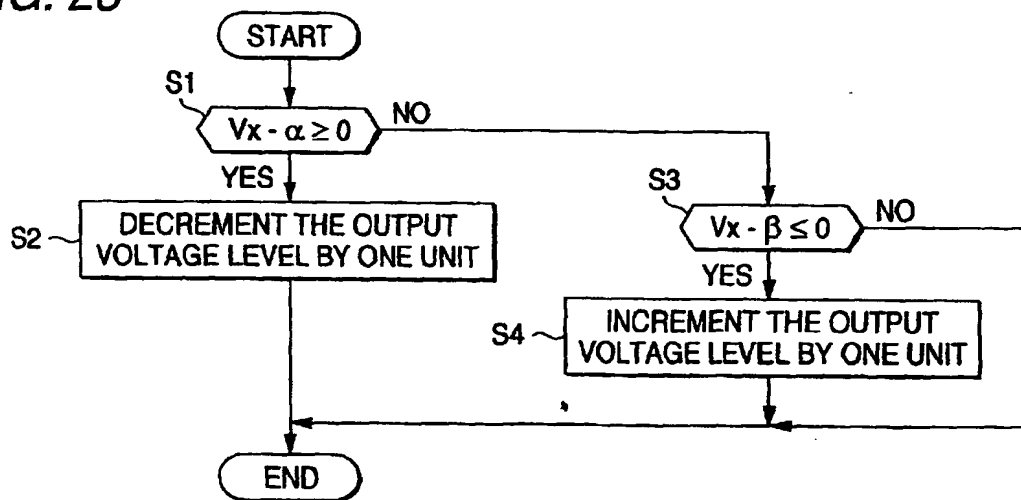 START
S1
Vx - α ≥ 0
NO
YES
S3
S2
DECREMENT THE OUTPUT
VOLTAGE LEVEL BY ONE UNIT
Vx - β ≤ 0
NO
YES
S4
INCREMENT THE OUTPUT
VOLTAGE LEVEL BY ONE UNIT
END